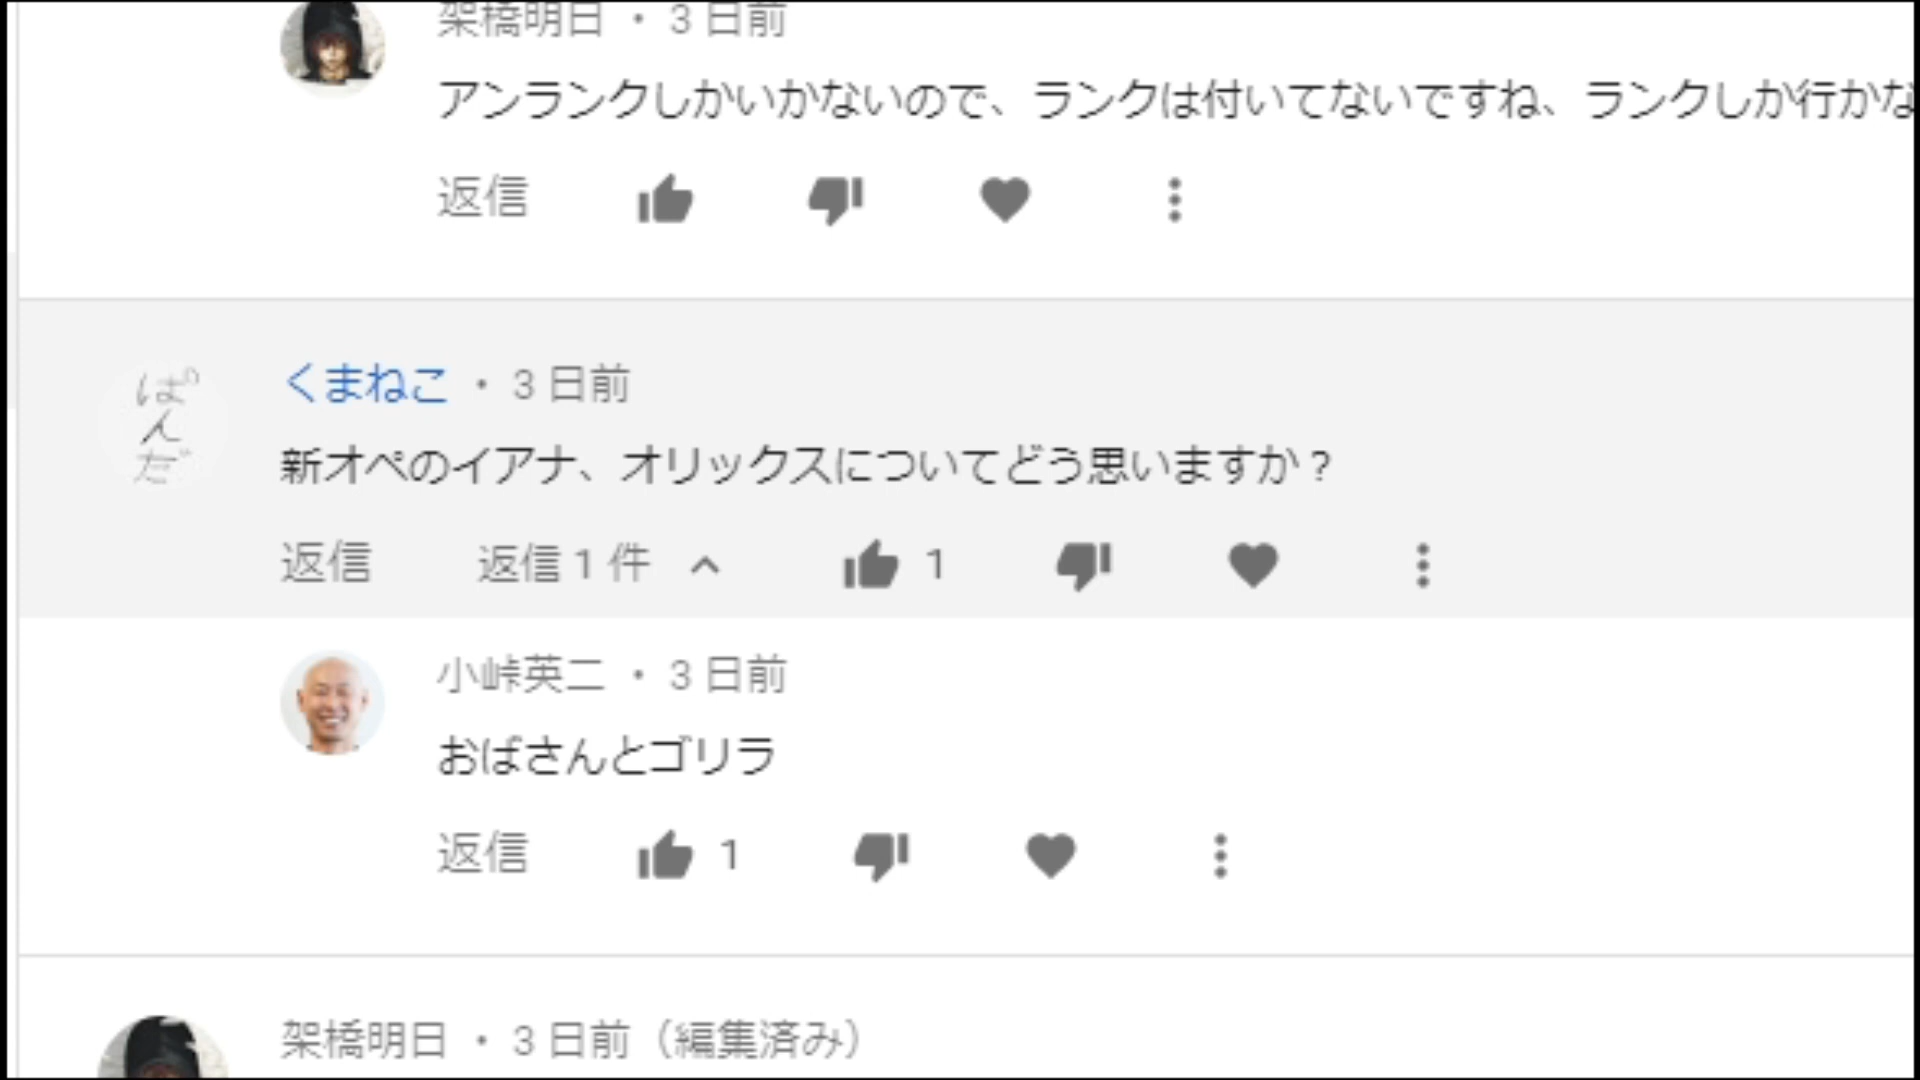 架橋明日 ・ 3 日前
アンランクしかいかないので、ランクは付いてないですね、ランクしか行かな
返信
ぱんだ
くまねこ ・ 3 日前
新オペのイアナ、オリックスについてどう思いますか？
返信 返信 1 件 1
小峠英二 ・ 3 日前
おばさんとゴリラ
返信 1
架橋明日 ・ 3 日前（編集済み）